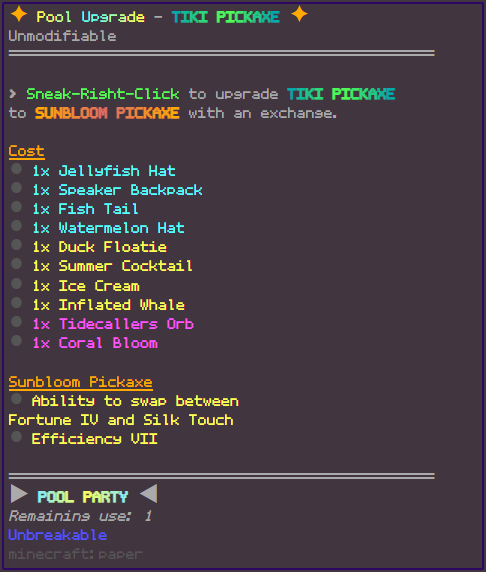 ✦ Pool Upgrade - TIKI PICKAXE ✦
Unmodifiable
› Sneak-Right-Click to upgrade TIKI PICKAXE
to SUNBLOOM PICKAXE with an exchange.
Cost
● 1x Jellyfish Hat
● 1x Speaker Backpack
● 1x Fish Tail
● 1x Watermelon Hat
● 1x Duck Floatie
● 1x Summer Cocktail
● 1x Ice Cream
● 1x Inflated Whale
● 1x Tidecallers Orb
● 1x Coral Bloom
Sunbloom Pickaxe
● Ability to swap between
Fortune IV and Silk Touch
● Efficiency VII
▶ POOL PARTY ◀
Remaining use: 1
Unbreakable
minecraft:paper